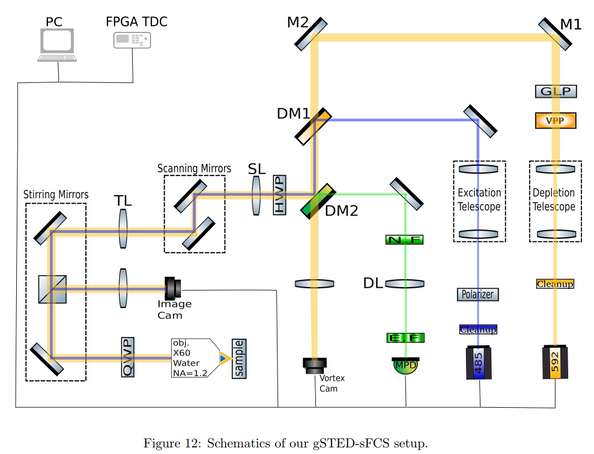 PC
FPGA TDC
M2
M1
GLP
VPP
DM1
Scanning Mirrors
SL
HWP
DM2
Excitation
Telescope
Depletion
Telescope
Stirring Mirrors
TL
N F
Image
Cam
DL
Polarizer
Cleanup
Cleanup
QWP
obj.
X60
Water
NA=1.2
sample
E F
Vortex
Cam
MPD
485
592
Figure 12: Schematics of our gSTED-sFCS setup.